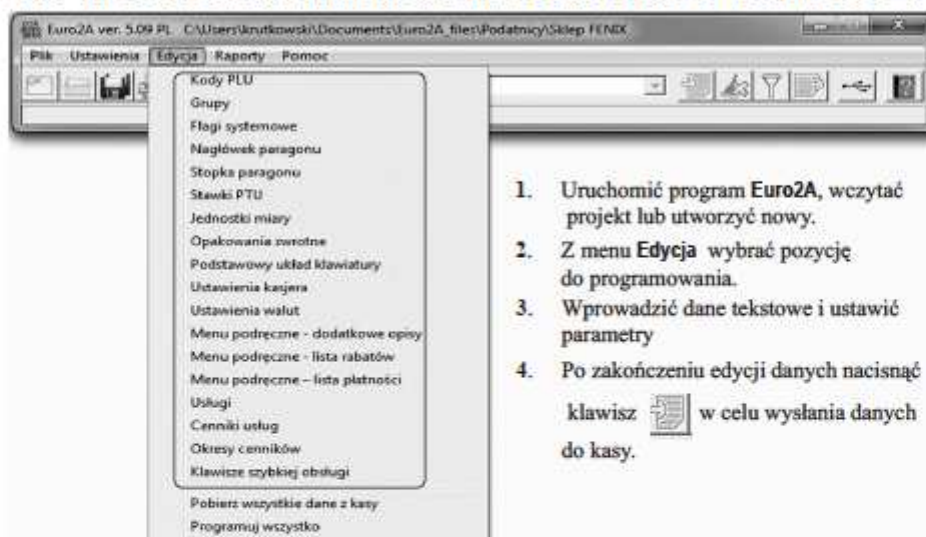 Euro2A ver. 5.09 PL C:\Users\krutkowski\Documents\Euro2A_files\Podatnicy\Sklep FENIX
Plik Ustawienia Edycja Raporty Pomoc
Kody PLU
Grupy
Flagi systemowe
Nagłówek paragonu
Stopka paragonu
Stawki PTU
Jednostki miary
Opakowania zwrotne
Podstawowy układ klawiatury
Ustawienia kasjera
Ustawienia walut
Menu podręczne - dodatkowe opisy
Menu podręczne - lista rabatów
Menu podręczne – lista płatności
Usługi
Cenniki usług
Okresy cenników
Klawisze szybkiej obsługi
Pobierz wszystkie dane z kasy
Programuj wszystko
1. Uruchomić program Euro2A, wczytać
projekt lub utworzyć nowy.
2. Z menu Edycja wybrać pozycję
do programowania.
3. Wprowadzić dane tekstowe i ustawić
parametry
4. Po zakończeniu edycji danych nacisnąć
klawisz w celu wysłania danych
do kasy.